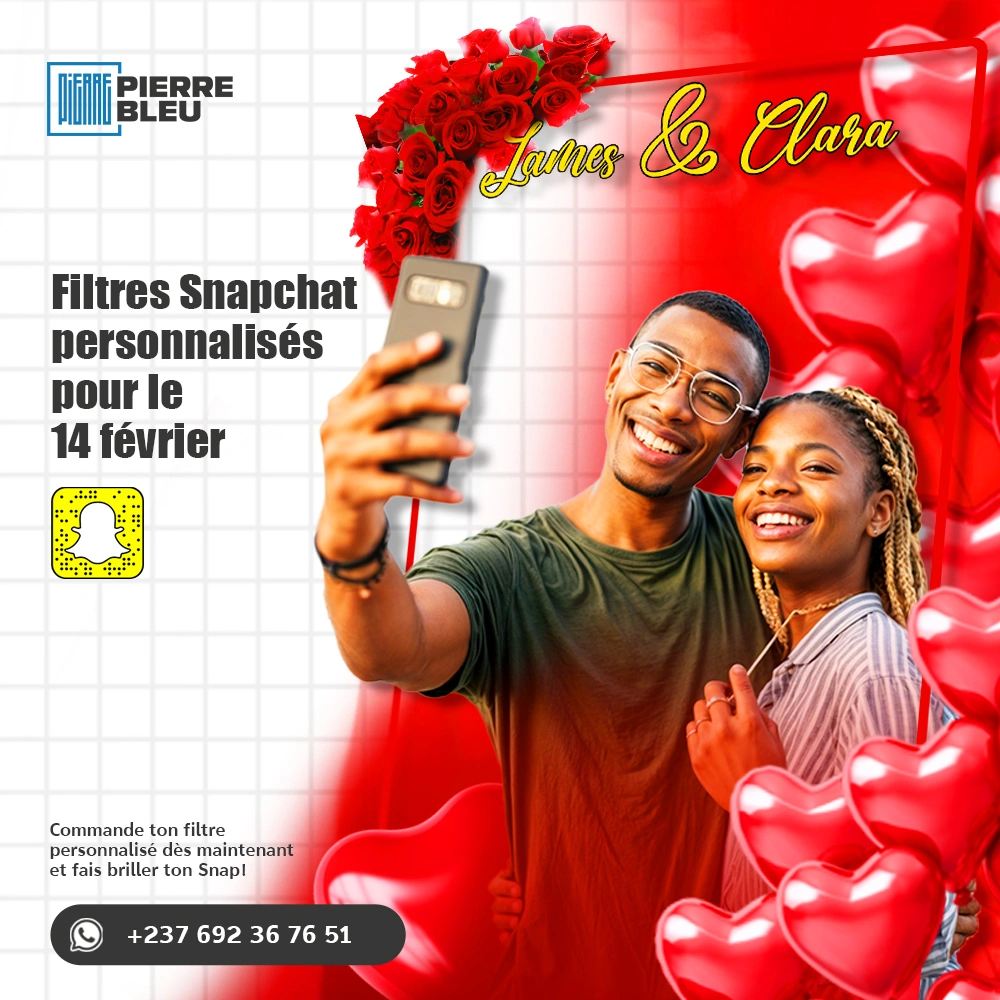 PIERRE
PIERRE
BLEU
James & Clara
Filtres Snapchat
personnalisés
pour le
14 février
Commande ton filtre
personnalisé dès maintenant
et fais briller ton Snap!
+237 692 36 76 51